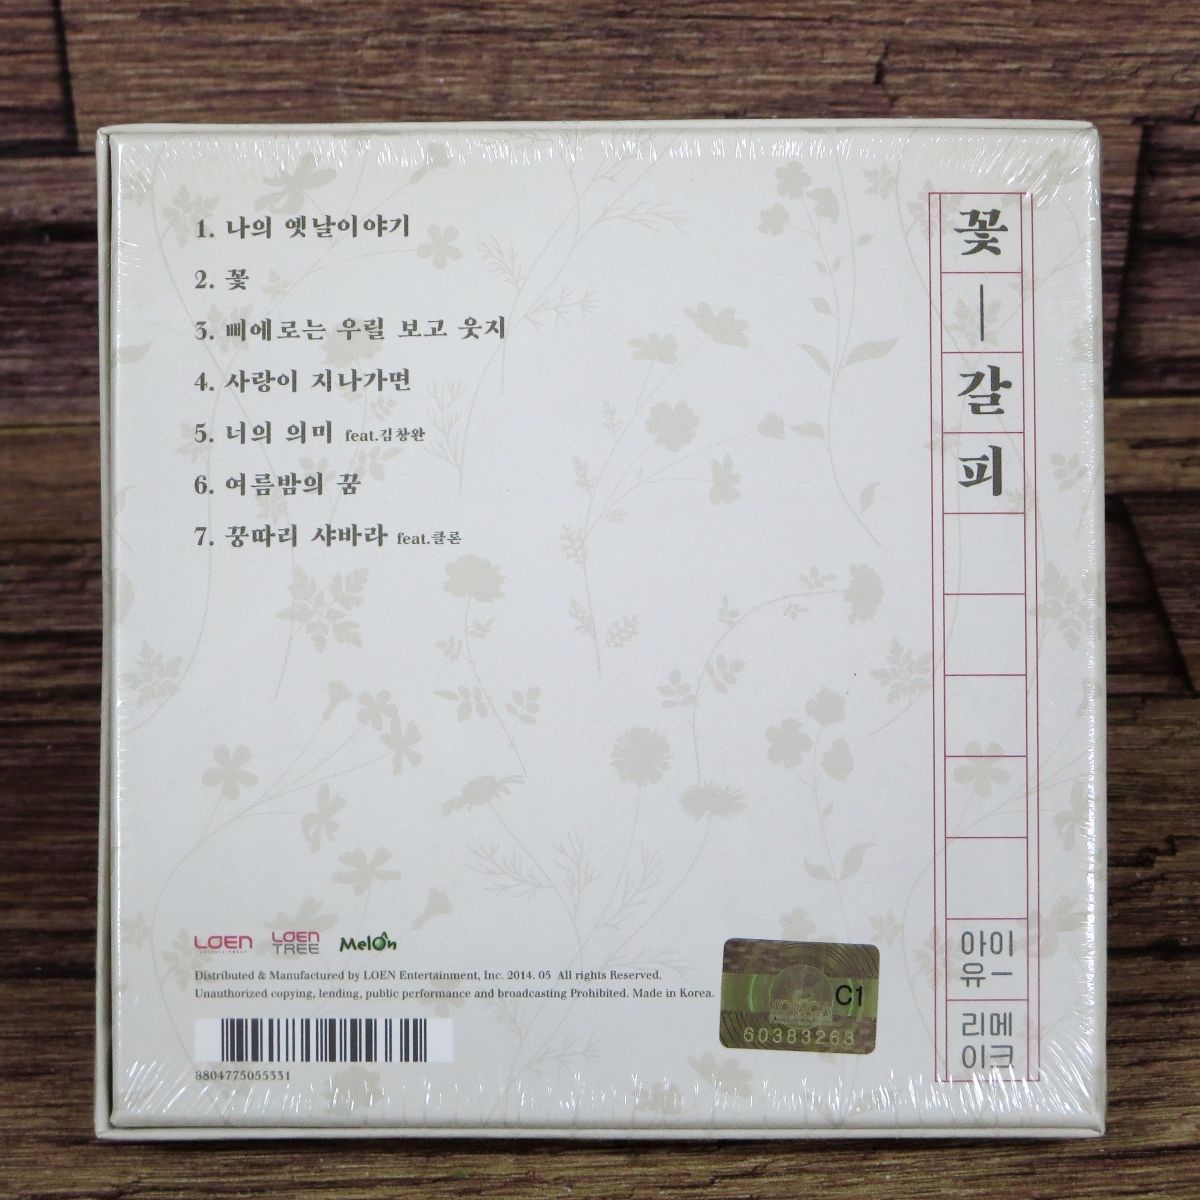 1. 나의 옛날이야기
2. 꽃
3. 삐에로는 우릴 보고 웃지
4. 사랑이 지나가면
5. 너의 의미 feat.김창완
6. 여름밤의 꿈
7. 꿍따리 샤바라 feat.클론
꽃
갈
피
아이
유ㅡ
리메
이크
LOEN
ENTERTAINMENT
LOEN
TREE
Melon
Distributed & Manufactured by LOEN Entertainment, Inc. 2014. 05 All rights Reserved.
Unauthorized copying, lending, public performance and broadcasting Prohibited. Made in Korea.
8804775055331
KOMCA
C1
60383268